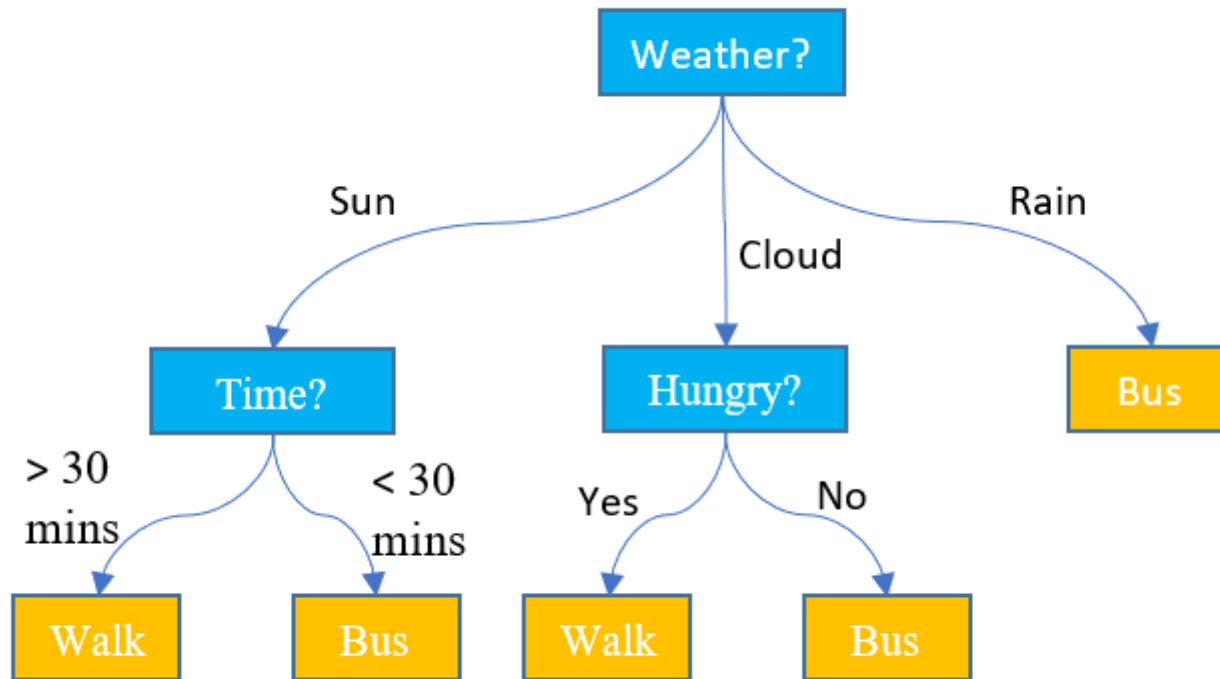 Weather?
Sun
Cloud
Rain
Time?
Hungry?
Bus
> 30
mins
< 30
mins
Yes
No
Walk
Bus
Walk
Bus